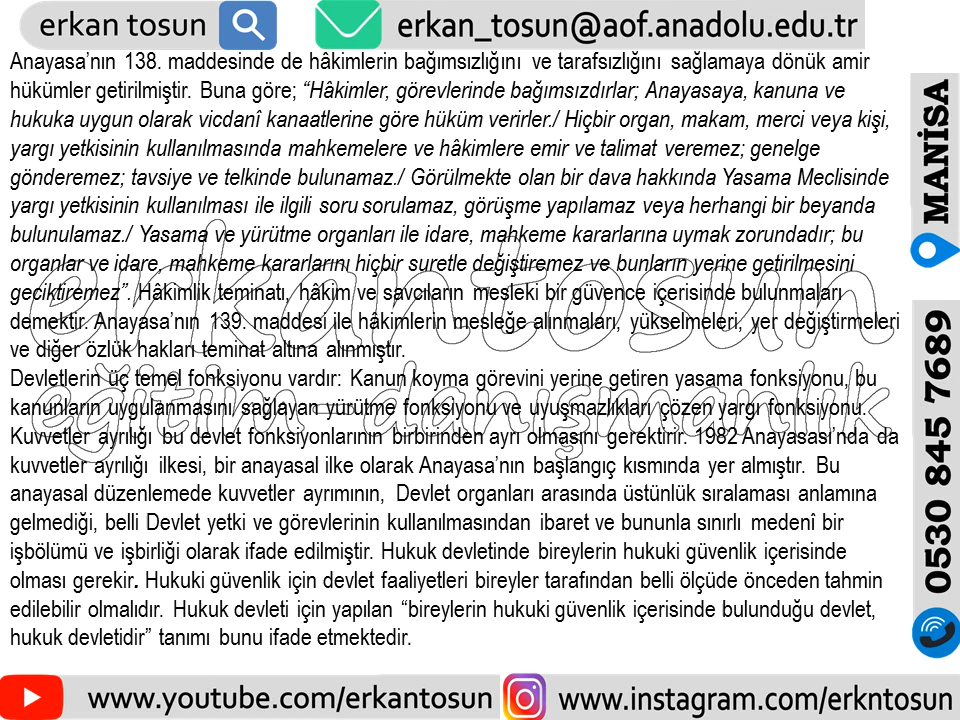 erkan tosun
erkan_tosun@aof.anadolu.edu.tr
Anayasa’nın 138. maddesinde de hâkimlerin bağımsızlığını ve tarafsızlığını sağlamaya dönük amir
hükümler getirilmiştir. Buna göre; “Hâkimler, görevlerinde bağımsızdırlar; Anayasaya, kanuna ve
hukuka uygun olarak vicdanî kanaatlerine göre hüküm verirler./ Hiçbir organ, makam, merci veya kişi,
yargı yetkisinin kullanılmasında mahkemelere ve hâkimlere emir ve talimat veremez; genelge
gönderemez; tavsiye ve telkinde bulunamaz./ Görülmekte olan bir dava hakkında Yasama Meclisinde
yargı yetkisinin kullanılması ile ilgili soru sorulamaz, görüşme yapılamaz veya herhangi bir beyanda
bulunulamaz./ Yasama ve yürütme organları ile idare, mahkeme kararlarına uymak zorundadır; bu
organlar ve idare, mahkeme kararlarını hiçbir suretle değiştiremez ve bunların yerine getirilmesini
geciktiremez”. Hâkimlik teminatı, hâkim ve savcıların mesleki bir güvence içerisinde bulunmaları
demektir. Anayasa’nın 139. maddesi ile hâkimlerin mesleğe alınmaları, yükselmeleri, yer değiştirmeleri
ve diğer özlük hakları teminat altına alınmıştır.
Devletlerin üç temel fonksiyonu vardır: Kanun koyma görevini yerine getiren yasama fonksiyonu, bu
kanunların uygulanmasını sağlayan yürütme fonksiyonu ve uyuşmazlıkları çözen yargı fonksiyonu.
Kuvvetler ayrılığı bu devlet fonksiyonlarının birbirinden ayrı olmasını gerektirir. 1982 Anayasası’nda da
kuvvetler ayrılığı ilkesi, bir anayasal ilke olarak Anayasa’nın başlangıç kısmında yer almıştır. Bu
anayasal düzenlemede kuvvetler ayrımının, Devlet organları arasında üstünlük sıralaması anlamına
gelmediği, belli Devlet yetki ve görevlerinin kullanılmasından ibaret ve bununla sınırlı medenî bir
işbölümü ve işbirliği olarak ifade edilmiştir. Hukuk devletinde bireylerin hukuki güvenlik içerisinde
olması gerekir. Hukuki güvenlik için devlet faaliyetleri bireyler tarafından belli ölçüde önceden tahmin
edilebilir olmalıdır. Hukuk devleti için yapılan “bireylerin hukuki güvenlik içerisinde bulunduğu devlet,
hukuk devletidir” tanımı bunu ifade etmektedir.
erkan tosun
eğitim danışmanlık
MANİSA
0530 845 7689
www.youtube.com/erkantosun
www.instagram.com/erkntosun